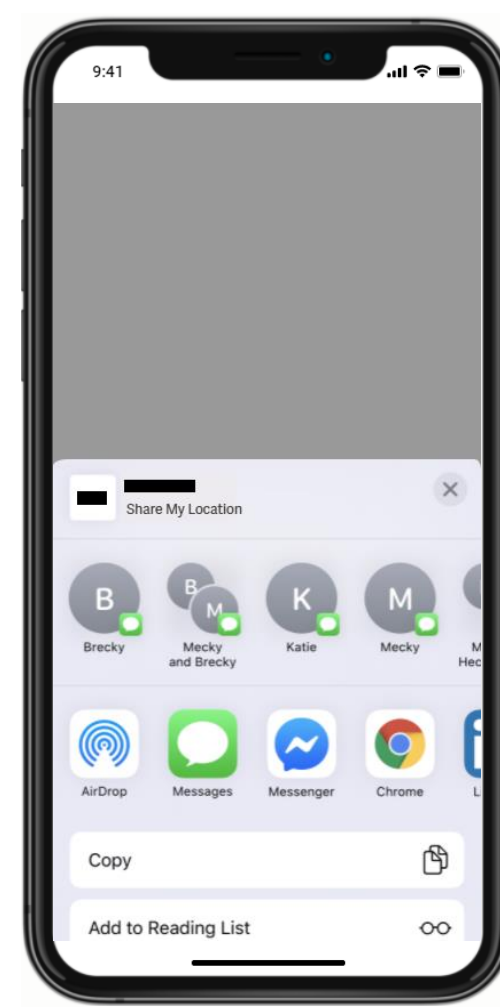 9:41
Share My Location
B
B
M
K
M
Brecky
Mecky
and Brecky
Katie
Mecky
M
Hec
AirDrop
Messages
Messenger
Chrome
L
Copy
Add to Reading List